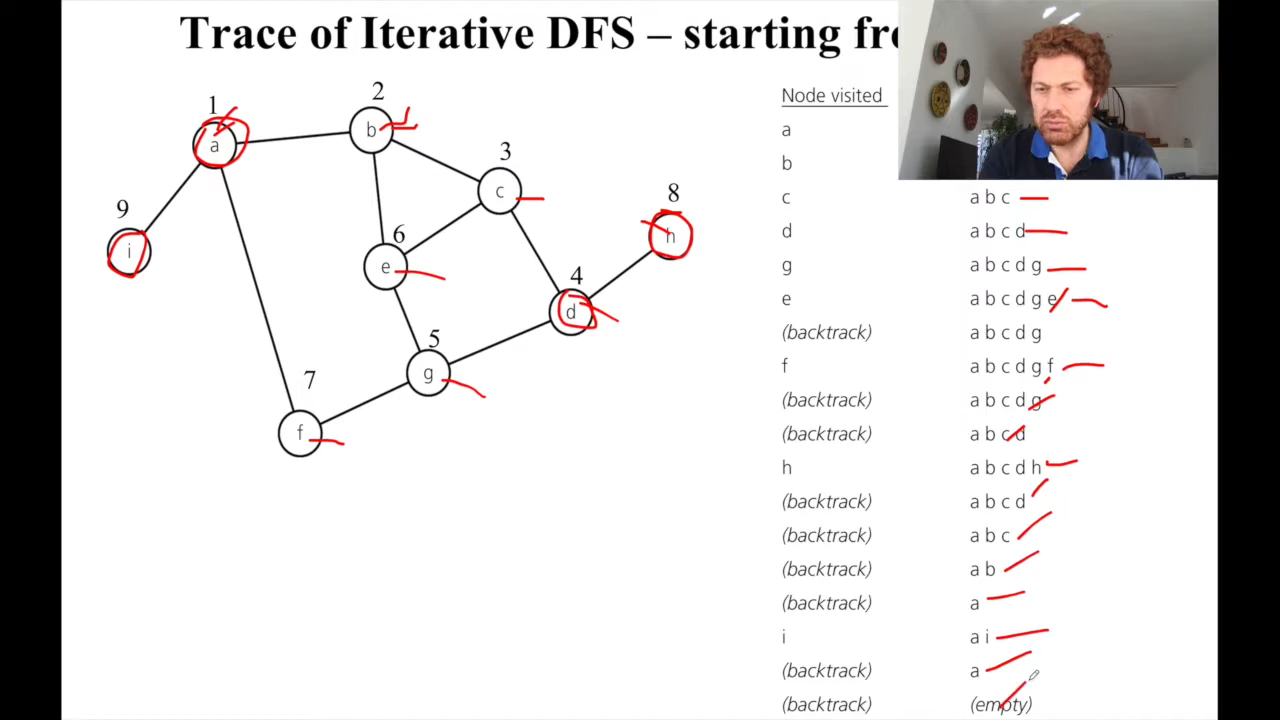 Trace of Iterative DFS – starting
1
2
3
4
5
6
7
8
9
a
b
c
d
g
e
f
h
i
Node visited
a
b
c a b c
d a b c d
g a b c d g
e a b c d g e
(backtrack) a b c d g
f a b c d g f
(backtrack) a b c d g
(backtrack) a b c d
h a b c d h
(backtrack) a b c d
(backtrack) a b c
(backtrack) a b
(backtrack) a
i a i
(backtrack) a
(backtrack) (empty)